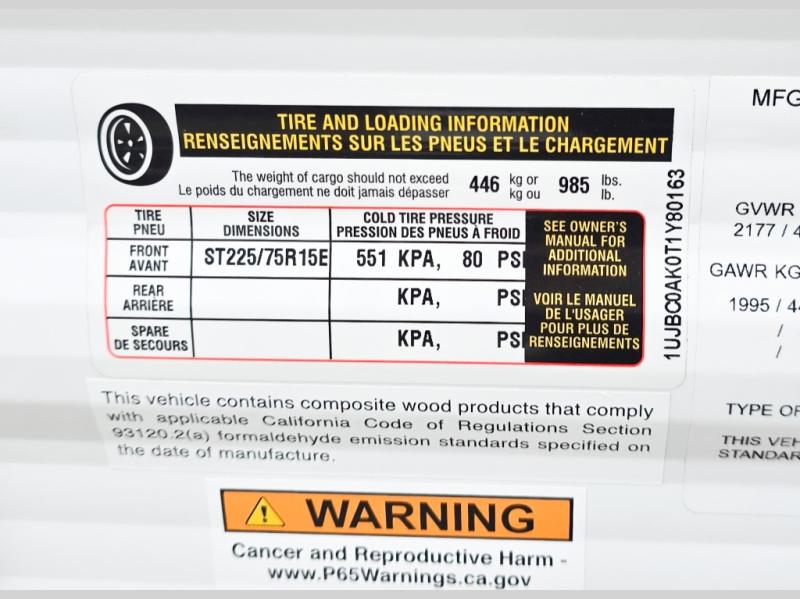 TIRE AND LOADING INFORMATION
RENSEIGNEMENTS SUR LES PNEUS ET LE CHARGEMENT
The weight of cargo should not exceed
Le poids du chargement ne doit jamais dépasser
446 kg or kg ou 985 lbs. lb.
TIRE PNEU
SIZE DIMENSIONS
COLD TIRE PRESSURE
PRESSION DES PNEUS À FROID
SEE OWNER'S
MANUAL FOR
ADDITIONAL
INFORMATION
VOIR LE MANUEL
DE L'USAGER
POUR PLUS DE
RENSEIGNEMENTS
FRONT AVANT
ST225/75R15E
551 KPA, 80 PSI
REAR ARRIÈRE
KPA, PSI
SPARE DE SECOURS
KPA, PSI
1UJBC0AK0T1Y80163
This vehicle contains composite wood products that comply
with applicable California Code of Regulations Section
93120.2(a) formaldehyde emission standards specified on
the date of manufacture.
WARNING
Cancer and Reproductive Harm -
www.P65Warnings.ca.gov
MFG
GVWR
2177 / 4
GAWR KG
1995 / 44
/
/
TYPE OF
THIS VEH
STANDAR